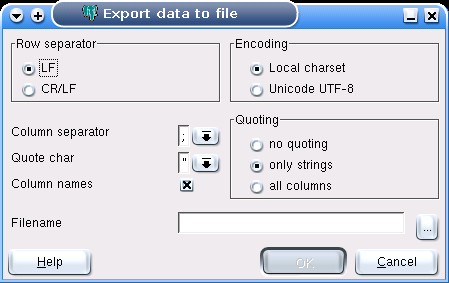 Export data to file
Row separator
LF
CR/LF
Encoding
Local charset
Unicode UTF-8
Column separator ;
Quote char "
Column names
Quoting
no quoting
only strings
all columns
Filename
...
Help OK Cancel